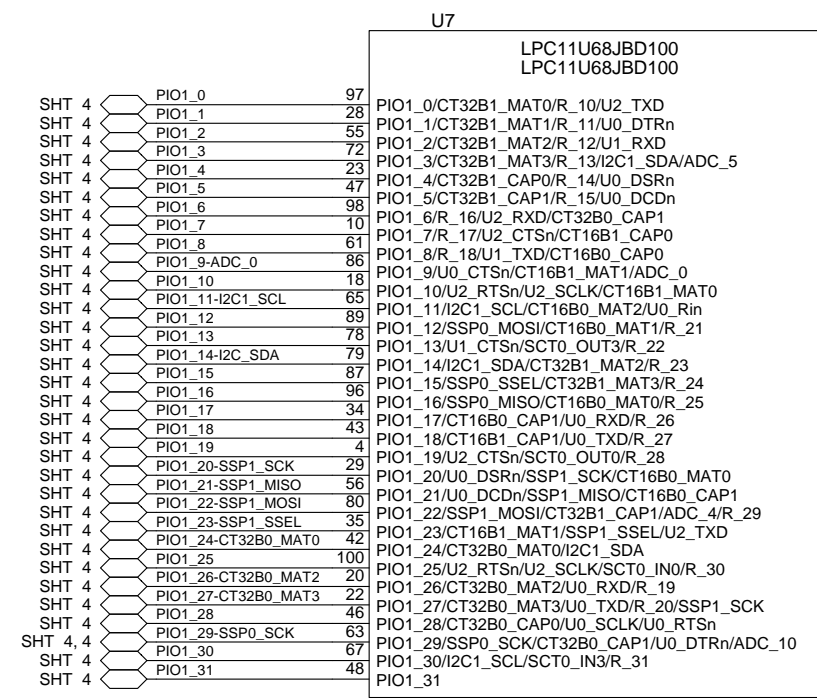 U7
LPC11U68JBD100
LPC11U68JBD100
SHT 4 PIO1_0 97 PIO1_0/CT32B1_MAT0/R_10/U2_TXD
SHT 4 PIO1_1 28 PIO1_1/CT32B1_MAT1/R_11/U0_DTRn
SHT 4 PIO1_2 55 PIO1_2/CT32B1_MAT2/R_12/U1_RXD
SHT 4 PIO1_3 72 PIO1_3/CT32B1_MAT3/R_13/I2C1_SDA/ADC_5
SHT 4 PIO1_4 23 PIO1_4/CT32B1_CAP0/R_14/U0_DSRn
SHT 4 PIO1_5 47 PIO1_5/CT32B1_CAP1/R_15/U0_DCDn
SHT 4 PIO1_6 98 PIO1_6/R_16/U2_RXD/CT32B0_CAP1
SHT 4 PIO1_7 10 PIO1_7/R_17/U2_CTSn/CT16B1_CAP0
SHT 4 PIO1_8 61 PIO1_8/R_18/U1_TXD/CT16B0_CAP0
SHT 4 PIO1_9-ADC_0 86 PIO1_9/U0_CTSn/CT16B1_MAT1/ADC_0
SHT 4 PIO1_10 18 PIO1_10/U2_RTSn/U2_SCLK/CT16B1_MAT0
SHT 4 PIO1_11-I2C1_SCL 65 PIO1_11/I2C1_SCL/CT16B0_MAT2/U0_Rin
SHT 4 PIO1_12 89 PIO1_12/SSP0_MOSI/CT16B0_MAT1/R_21
SHT 4 PIO1_13 78 PIO1_13/U1_CTSn/SCT0_OUT3/R_22
SHT 4 PIO1_14-I2C_SDA 79 PIO1_14/I2C1_SDA/CT32B1_MAT2/R_23
SHT 4 PIO1_15 87 PIO1_15/SSP0_SSEL/CT32B1_MAT3/R_24
SHT 4 PIO1_16 96 PIO1_16/SSP0_MISO/CT16B0_MAT0/R_25
SHT 4 PIO1_17 34 PIO1_17/CT16B0_CAP1/U0_RXD/R_26
SHT 4 PIO1_18 43 PIO1_18/CT16B1_CAP1/U0_TXD/R_27
SHT 4 PIO1_19 4 PIO1_19/U2_CTSn/SCT0_OUT0/R_28
SHT 4 PIO1_20-SSP1_SCK 29 PIO1_20/U0_DSRn/SSP1_SCK/CT16B0_MAT0
SHT 4 PIO1_21-SSP1_MISO 56 PIO1_21/U0_DCDn/SSP1_MISO/CT16B0_CAP1
SHT 4 PIO1_22-SSP1_MOSI 80 PIO1_22/SSP1_MOSI/CT32B1_CAP1/ADC_4/R_29
SHT 4 PIO1_23-SSP1_SSEL 35 PIO1_23/CT16B1_MAT1/SSP1_SSEL/U2_TXD
SHT 4 PIO1_24-CT32B0_MAT0 42 PIO1_24/CT32B0_MAT0/I2C1_SDA
SHT 4 PIO1_25 100 PIO1_25/U2_RTSn/U2_SCLK/SCT0_IN0/R_30
SHT 4 PIO1_26-CT32B0_MAT2 20 PIO1_26/CT32B0_MAT2/U0_RXD/R_19
SHT 4 PIO1_27-CT32B0_MAT3 22 PIO1_27/CT32B0_MAT3/U0_TXD/R_20/SSP1_SCK
SHT 4 PIO1_28 46 PIO1_28/CT32B0_CAP0/U0_SCLK/U0_RTSn
SHT 4, 4 PIO1_29-SSP0_SCK 63 PIO1_29/SSP0_SCK/CT32B0_CAP1/U0_DTRn/ADC_10
SHT 4 PIO1_30 67 PIO1_30/I2C1_SCL/SCT0_IN3/R_31
SHT 4 PIO1_31 48 PIO1_31